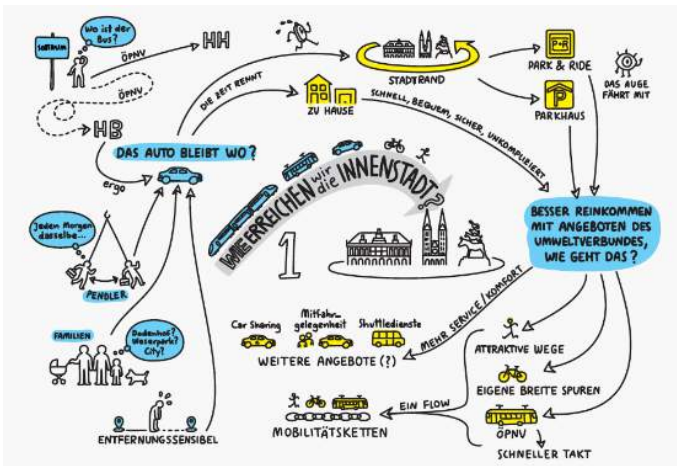 Wo ist der
Bus?
SOTTRUM
ÖPNV
HH
ÖPNV
HB
ergo
DAS AUTO BLEIBT WO?
DIE ZEIT RENNT
STADTRAND
ZU HAUSE
P+R
PARK & RIDE
P
PARKHAUS
DAS AUGE
FÄHRT MIT
SCHNELL, BEQUEM, SICHER, UNKOMPLIZIERT
WIE ERREICHEN wir
die INNENSTADT?
1
Jeden Morgen
dasselbe...
PENDLER
FAMILIEN
Dodenhof?
Waserpark?
City?
ENTFERNUNGSSENSIBEL
BESSER REINKOMMEN
MIT ANGEBOTEN DES
UMWELTVERBUNDES,
WIE GEHT DAS?
MEHR SERVICE/KOMFORT
Car Sharing
Mitfahr-
gelegenheit
Shuttledienste
WEITERE ANGEBOTE(?)
ATTRAKTIVE WEGE
EIGENE BREITE SPUREN
ÖPNV
SCHNELLER TAKT
EIN FLOW
MOBILITÄTSKETTEN